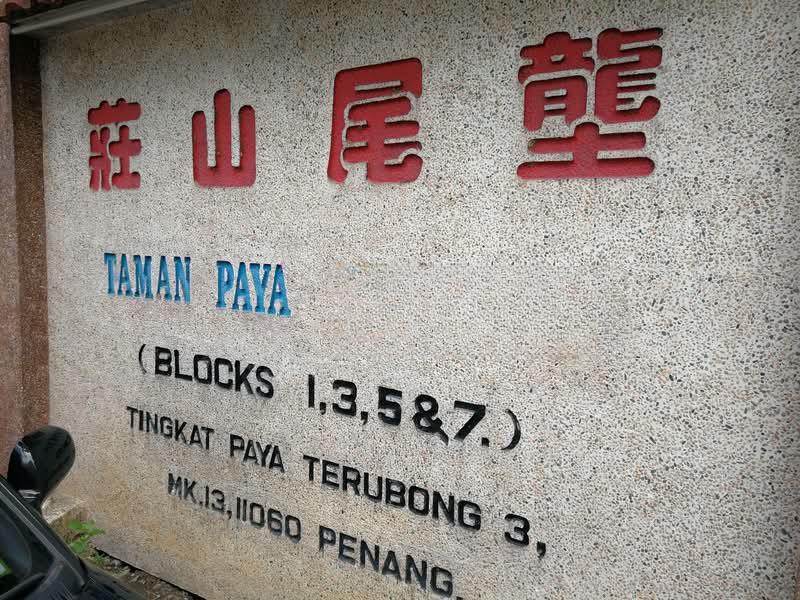 壟尾山莊
TAMAN PAYA
(BLOCKS 1,3,5&7.)
TINGKAT PAYA TERUBONG 3,
MK.13,11060 PENANG.